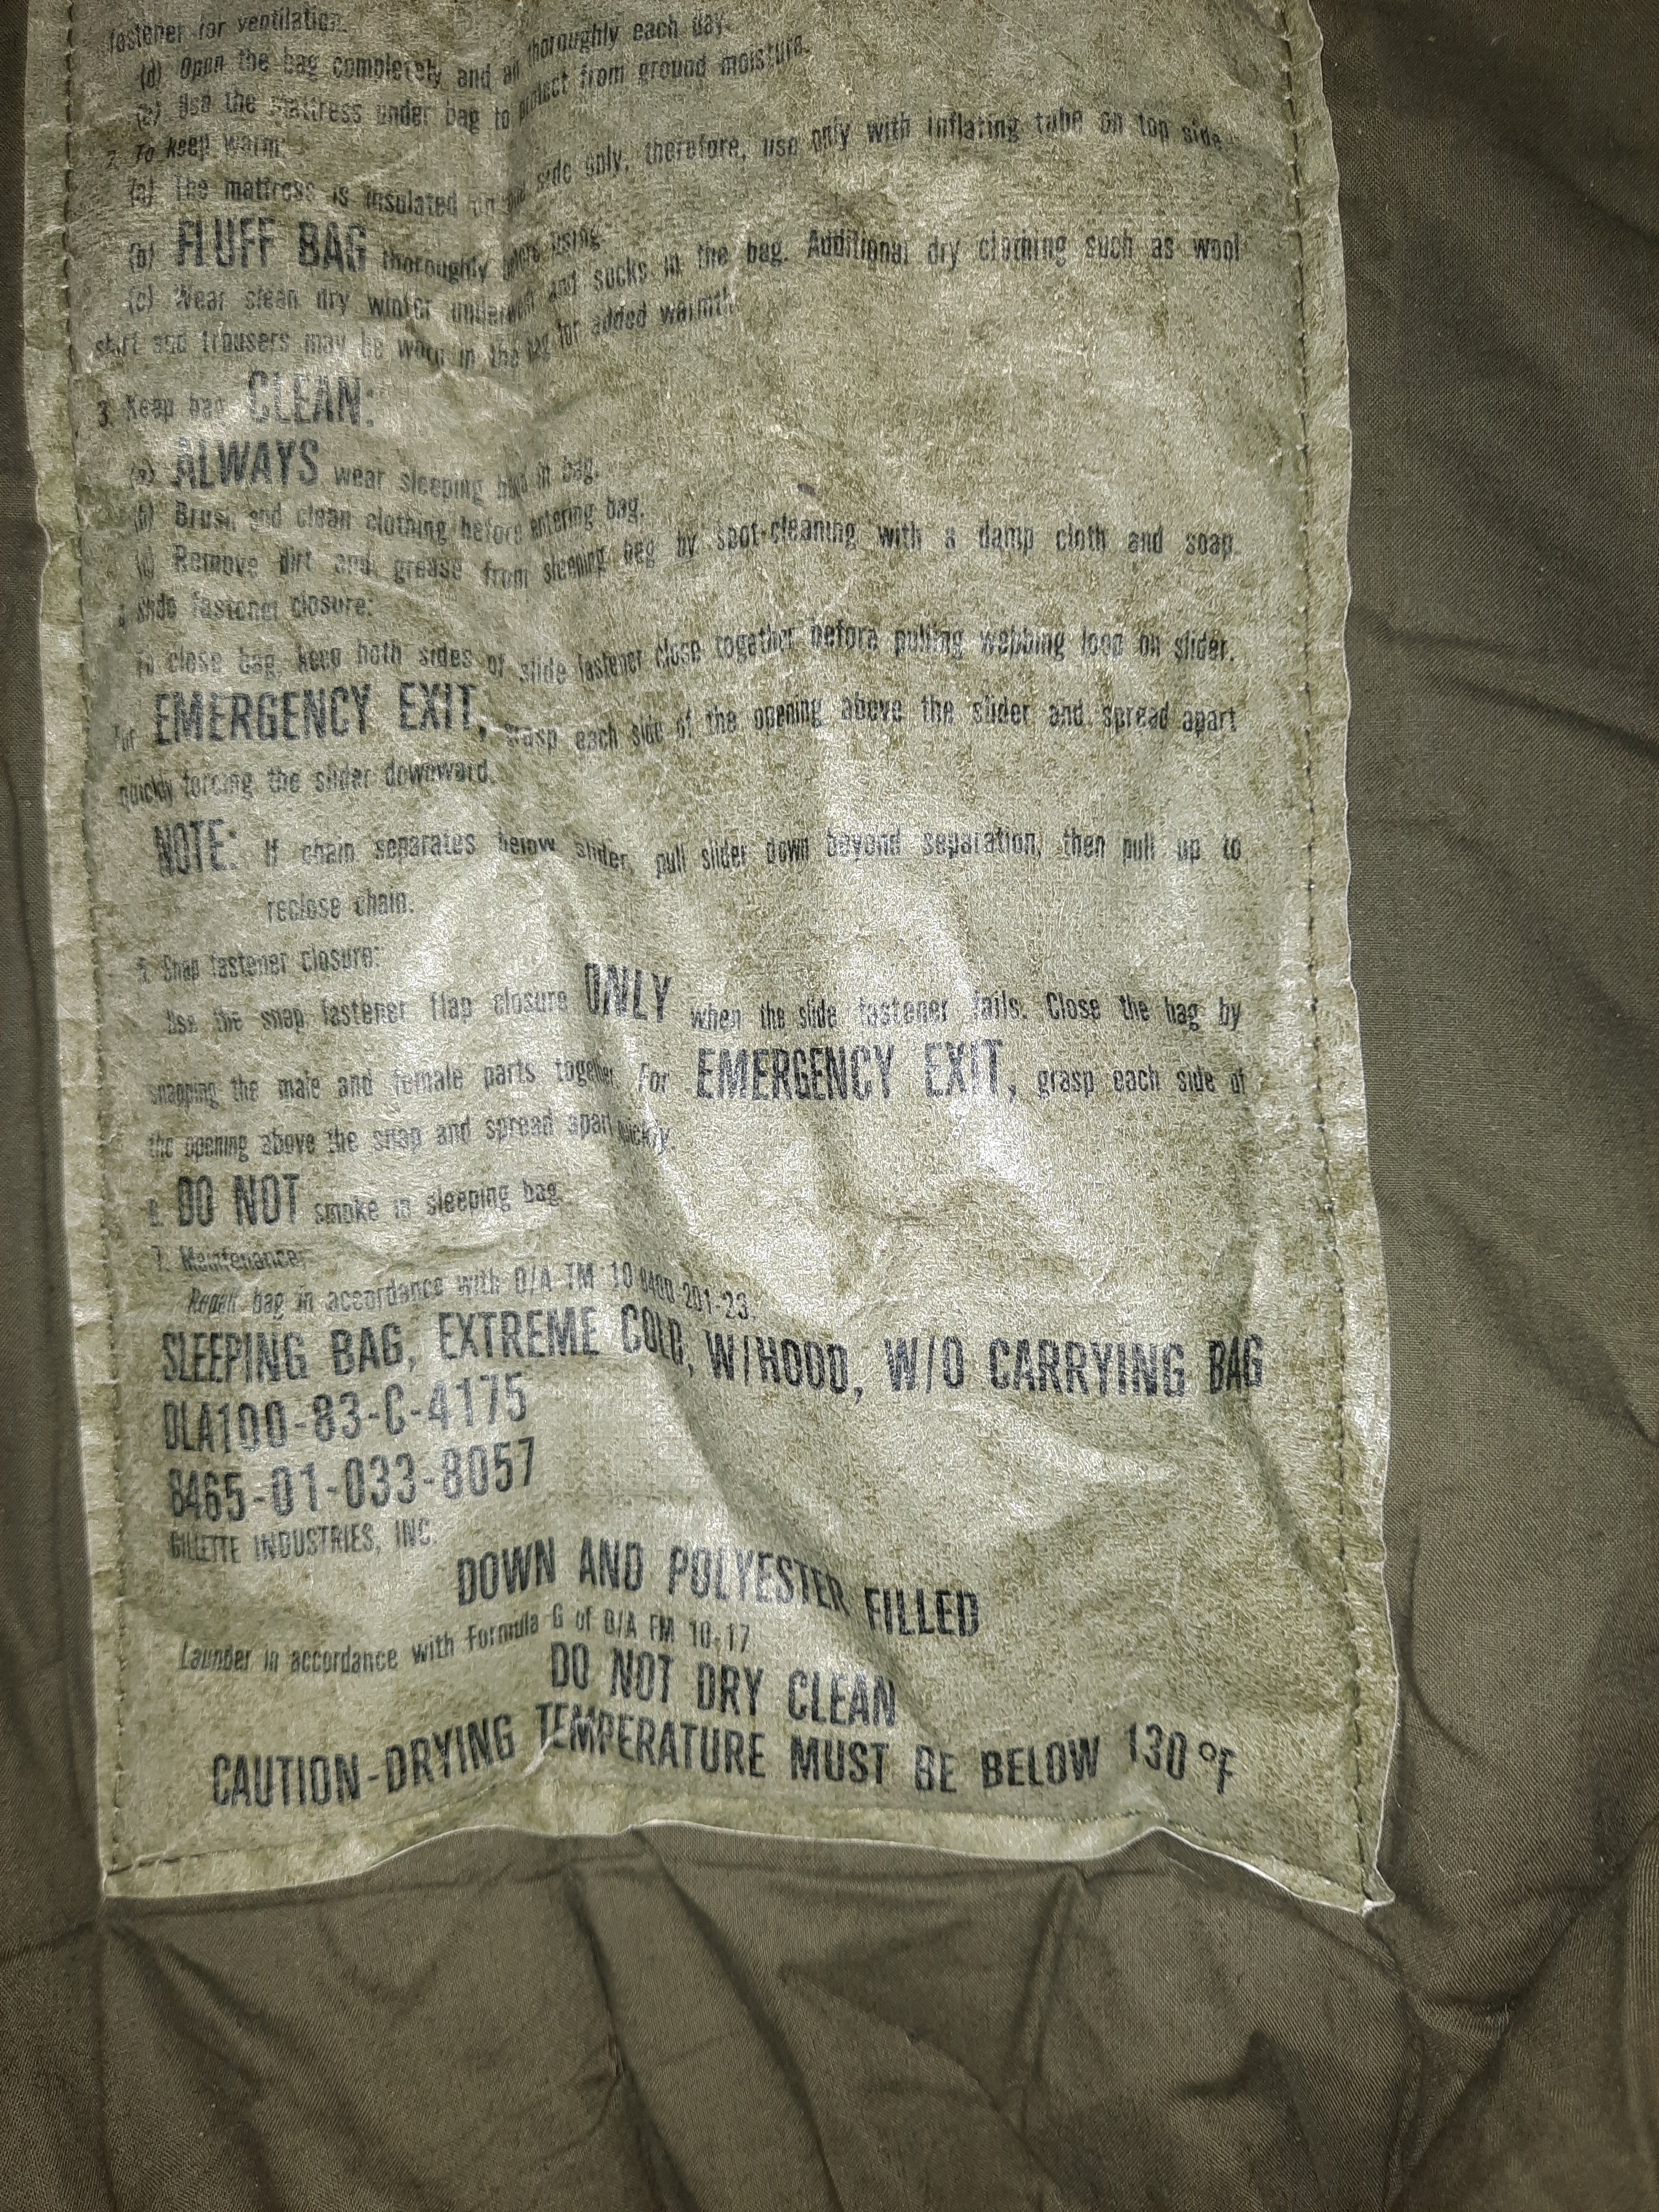 fastener for ventilation.
(d) Open the bag completely and air thoroughly each day.
(e) Use the mattress under bag to protect from ground moisture.
2. To keep warm:
(a) The mattress is insulated on one side only, therefore, use only with inflating tube on top side.
(b) FLUFF BAG thoroughly before using.
(c) Wear clean dry winter underwear and socks in the bag. Additional dry clothing such as wool
shirt and trousers may be worn in the bag for added warmth.
3. Keep bag CLEAN:
(a) ALWAYS wear sleeping hood in bag.
(b) Brush and clean clothing before entering bag.
(c) Remove dirt and grease from sleeping bag by spot-cleaning with a damp cloth and soap.
4. Slide fastener closure:
To close bag, keep both sides of slide fastener close together before pulling webbing loop on slider.
For EMERGENCY EXIT, grasp each side of the opening above the slider and spread apart
quickly forcing the slider downward.
NOTE: If chain separates below slider, pull slider down beyond separation, then pull up to
reclose chain.
5. Snap fastener closure:
Use the snap fastener flap closure ONLY when the slide fastener fails. Close the bag by
snapping the male and female parts together. For EMERGENCY EXIT, grasp each side of
the opening above the snap and spread apart quickly.
6. DO NOT smoke in sleeping bag.
7. Maintenance:
Repair bag in accordance with D/A TM 10-8400-201-23.
SLEEPING BAG, EXTREME COLD, W/HOOD, W/O CARRYING BAG
DLA100-83-C-4175
8465-01-033-8057
GILLETTE INDUSTRIES, INC.
DOWN AND POLYESTER FILLED
Launder in accordance with Formula G of D/A FM 10-17
DO NOT DRY CLEAN
CAUTION-DRYING TEMPERATURE MUST BE BELOW 130°F